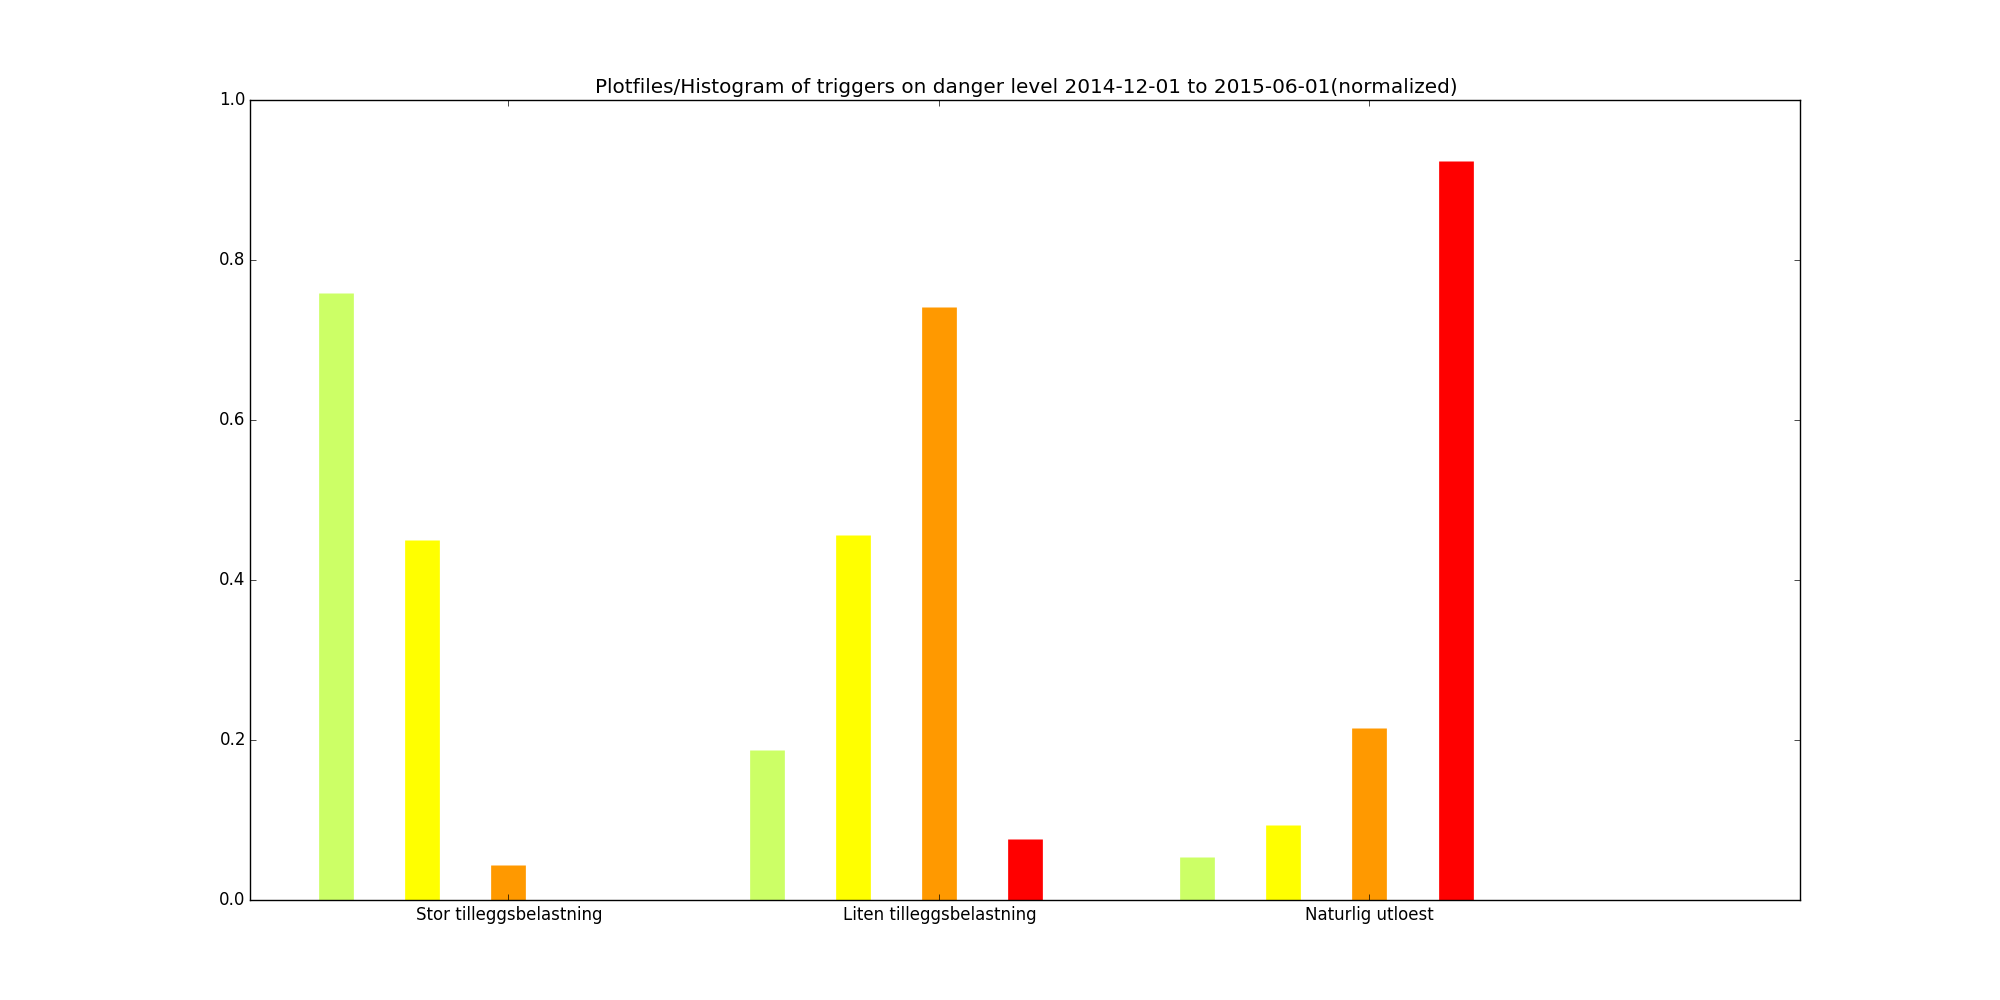 Plotfiles/Histogram of triggers on danger level 2014-12-01 to 2015-06-01(normalized)
1.0
0.8
0.6
0.4
0.2
0.0
Stor tilleggsbelastning
Liten tilleggsbelastning
Naturlig utloest